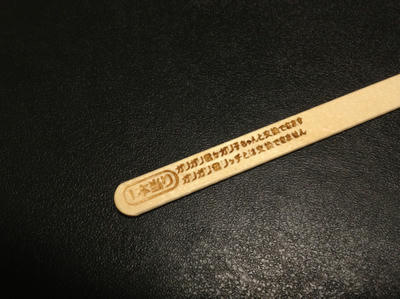 1本当り
ガリガリ君かガリ子ちゃんと交換できます
ガリガリ君リッチとは交換できません